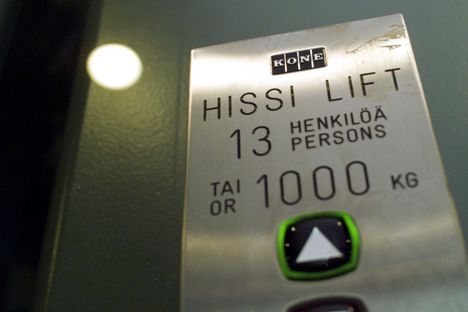 KONE
HISSI LIFT
13 HENKILÖÄ
PERSONS
TAI
OR 1000 KG